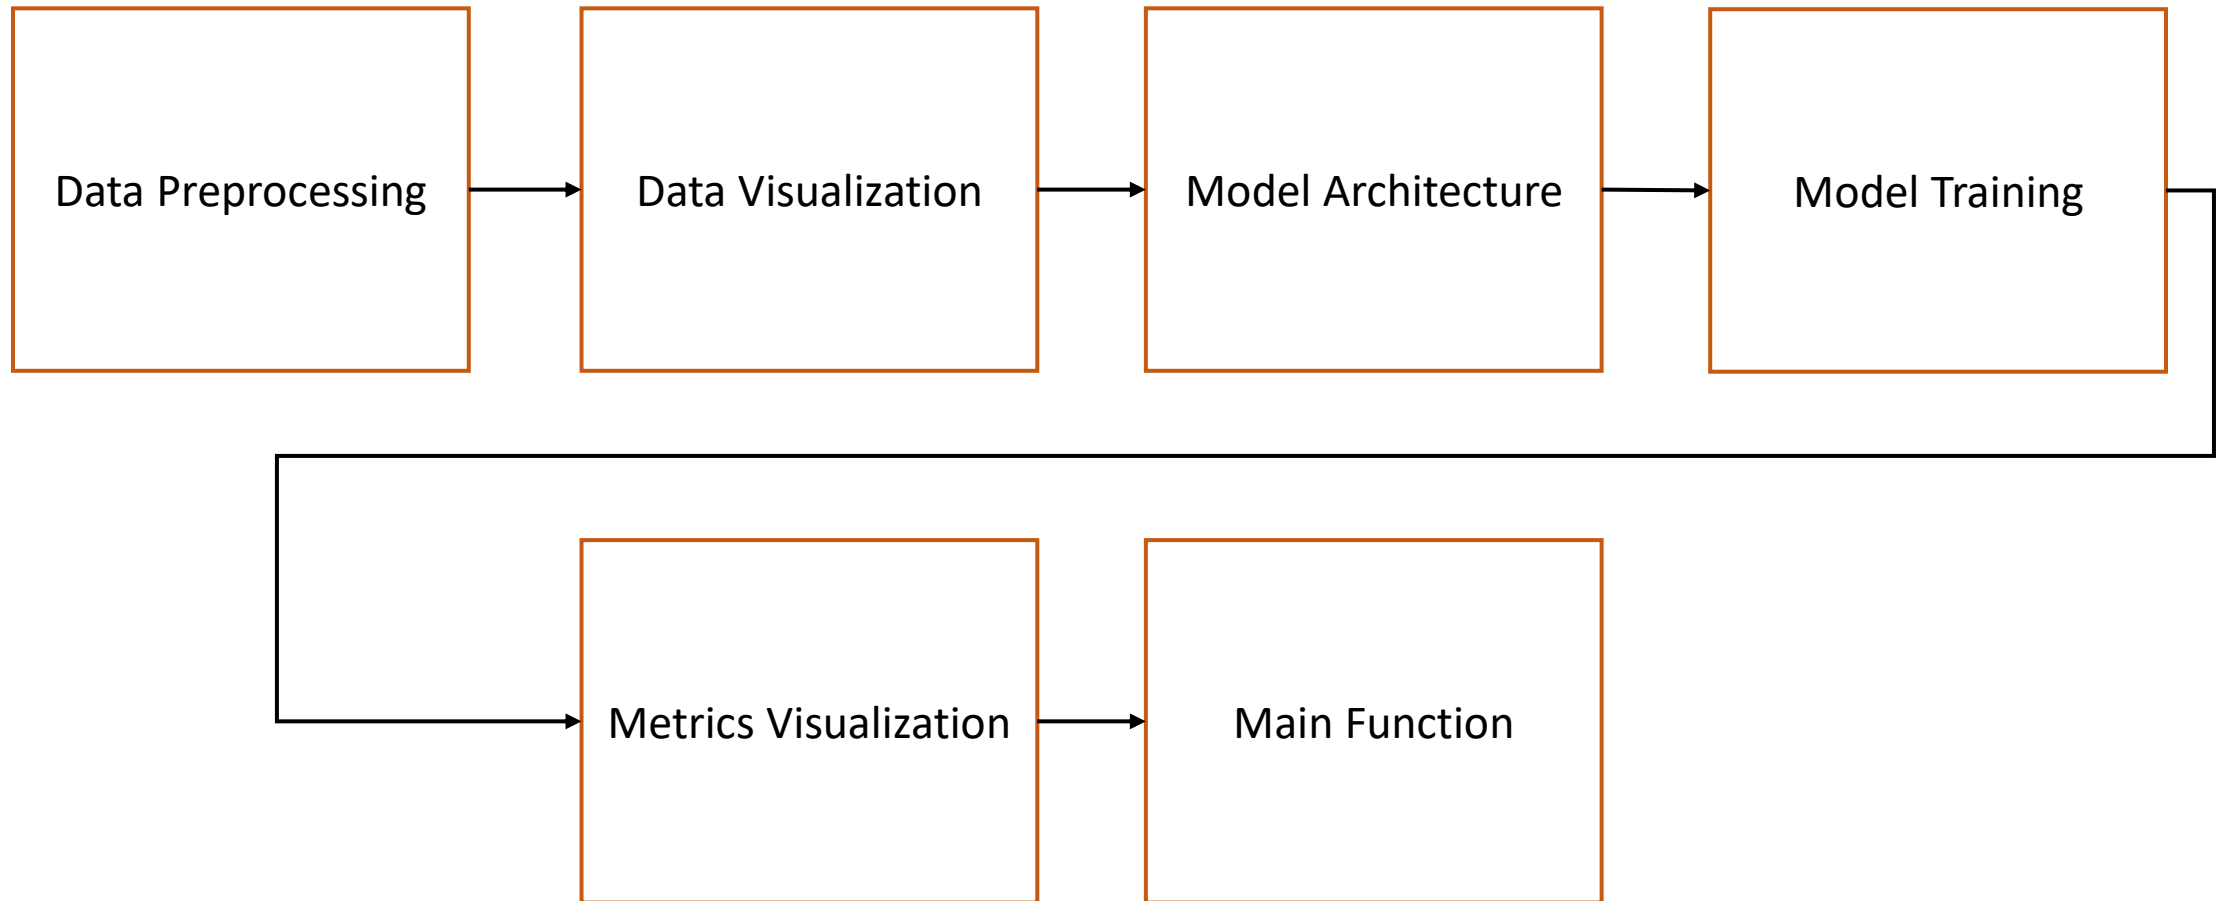 Data Preprocessing
Data Visualization
Model Architecture
Model Training
Metrics Visualization
Main Function